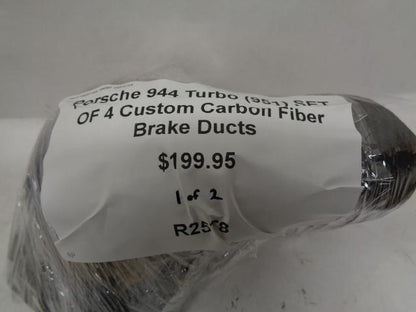 Porsche 944 Turbo (951) SET
OF 4 Custom Carbon Fiber
Brake Ducts
$199.95
1 of 2